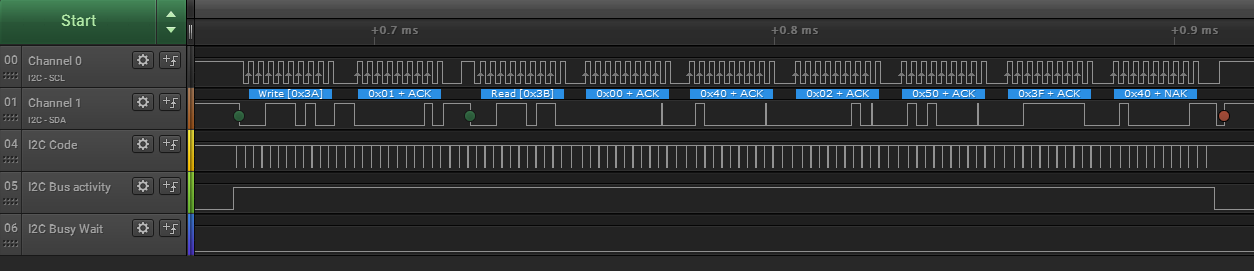 Start
+0.7 ms
+0.8 ms
+0.9 ms
00 Channel 0
I2C - SCL
Write [0x3A] 0x01 + ACK Read [0x3B] 0x00 + ACK 0x40 + ACK 0x02 + ACK 0x50 + ACK 0x3F + ACK 0x40 + NAK
01 Channel 1
I2C - SDA
04 I2C Code
05 I2C Bus activity
06 I2C Busy Wait